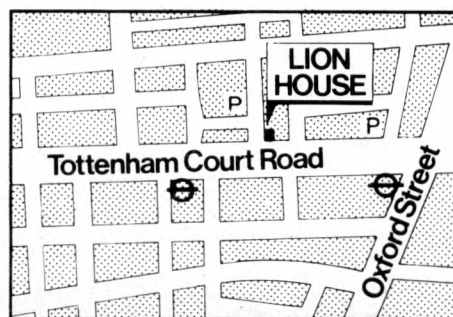 LION
HOUSE
P
P
Tottenham Court Road
Oxford Street